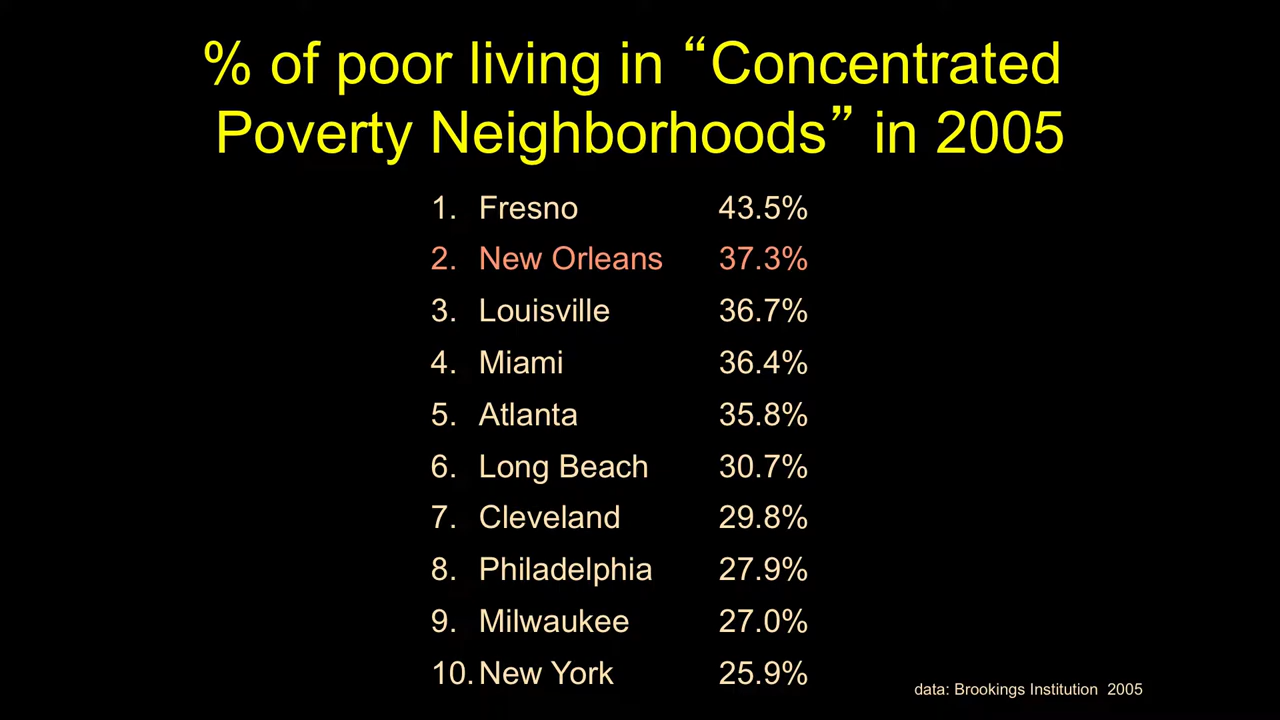 % of poor living in “Concentrated
Poverty Neighborhoods” in 2005
1. Fresno 43.5%
2. New Orleans 37.3%
3. Louisville 36.7%
4. Miami 36.4%
5. Atlanta 35.8%
6. Long Beach 30.7%
7. Cleveland 29.8%
8. Philadelphia 27.9%
9. Milwaukee 27.0%
10. New York 25.9%
data: Brookings Institution 2005